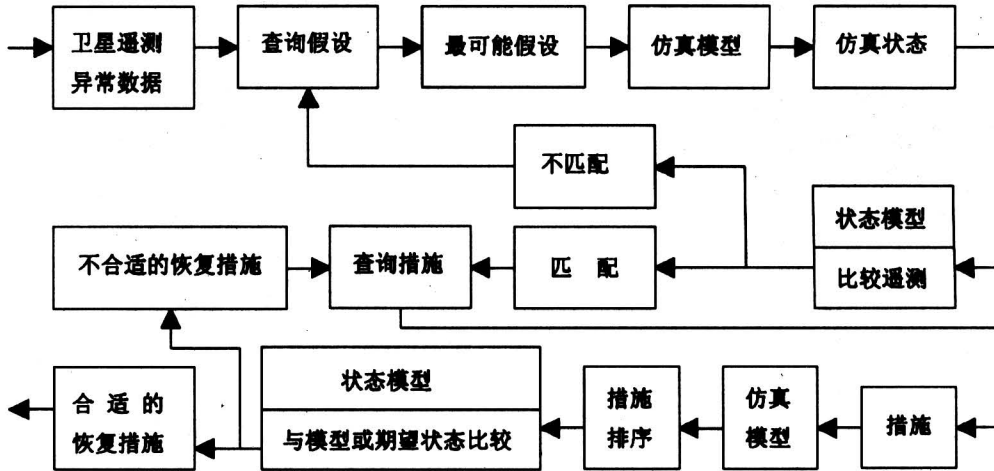 卫星遥测
异常数据
查询假设
最可能假设
仿真模型
仿真状态
不匹配
状态模型
比较遥测
不合适的恢复措施
查询措施
匹 配
合 适 的
恢复措施
状态模型
与模型或期望状态比较
措施
排序
仿真
模型
措施